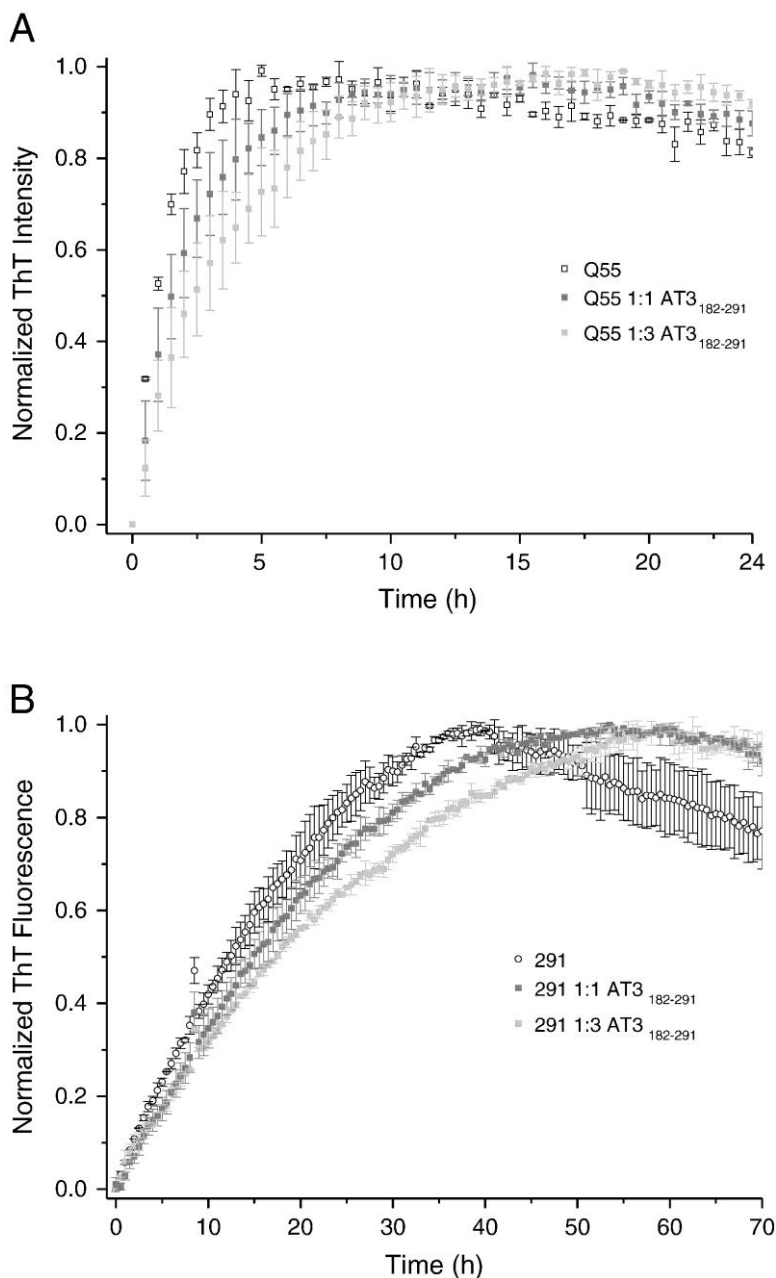 A
1.0
0.8
0.6
0.4
0.2
0.0
Normalized ThT Intensity
Q55
Q55 1:1 AT3182-291
Q55 1:3 AT3182-291
0 5 10 15 20 24
Time (h)
B
1.0
0.8
0.6
0.4
0.2
0.0
Normalized ThT Fluorescence
291
291 1:1 AT3 182-291
291 1:3 AT3 182-291
0 10 20 30 40 50 60 70
Time (h)